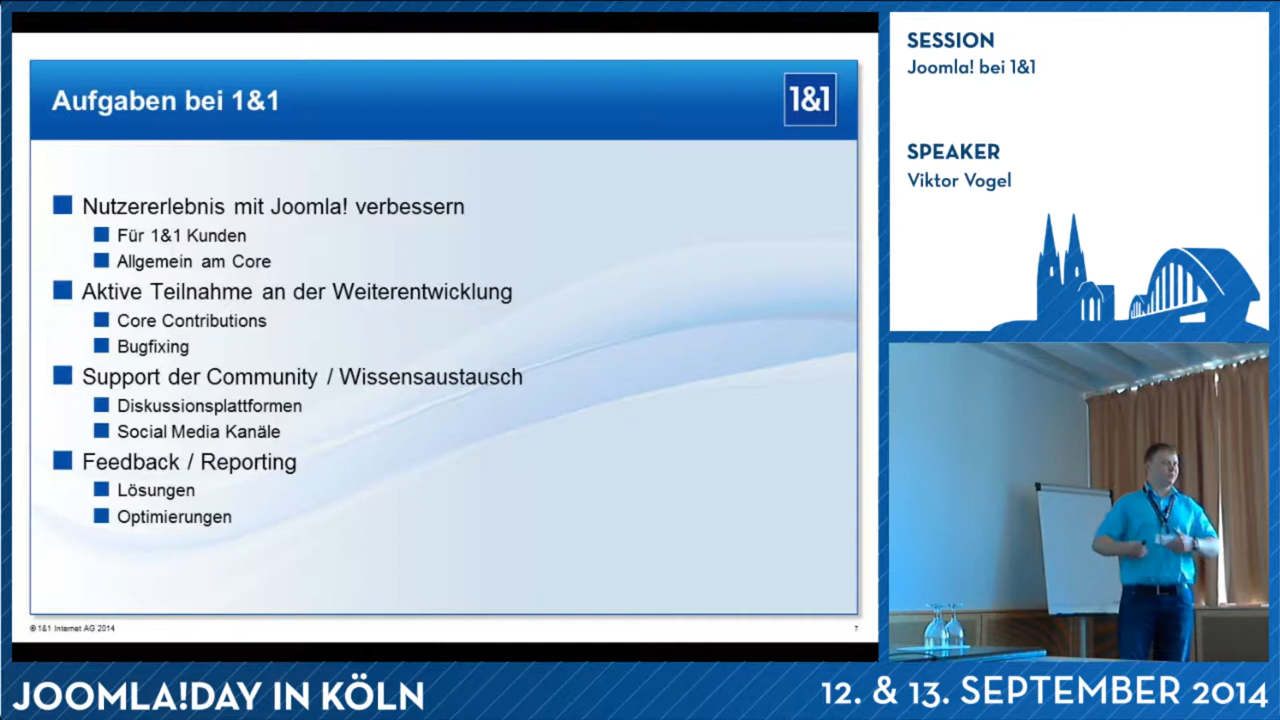 Aufgaben bei 1&1
1&1
Nutzererlebnis mit Joomla! verbessern
Für 1&1 Kunden
Allgemein am Core
Aktive Teilnahme an der Weiterentwicklung
Core Contributions
Bugfixing
Support der Community / Wissensaustausch
Diskussionsplattformen
Social Media Kanäle
Feedback / Reporting
Lösungen
Optimierungen
© 1&1 Internet AG 2014
7
SESSION
Joomla! bei 1&1
SPEAKER
Viktor Vogel
JOOMLA!DAY IN KÖLN
12. & 13. SEPTEMBER 2014